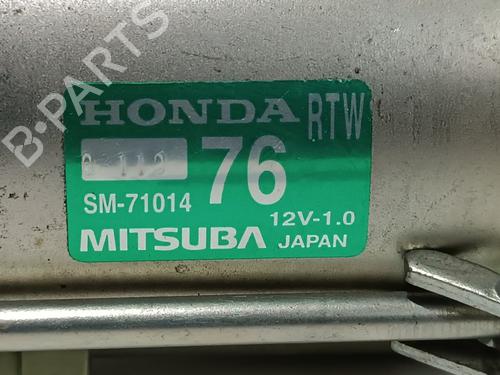 B-PARTS
HONDA RTW
76
SM-71014
12V-1.0
MITSUBA JAPAN